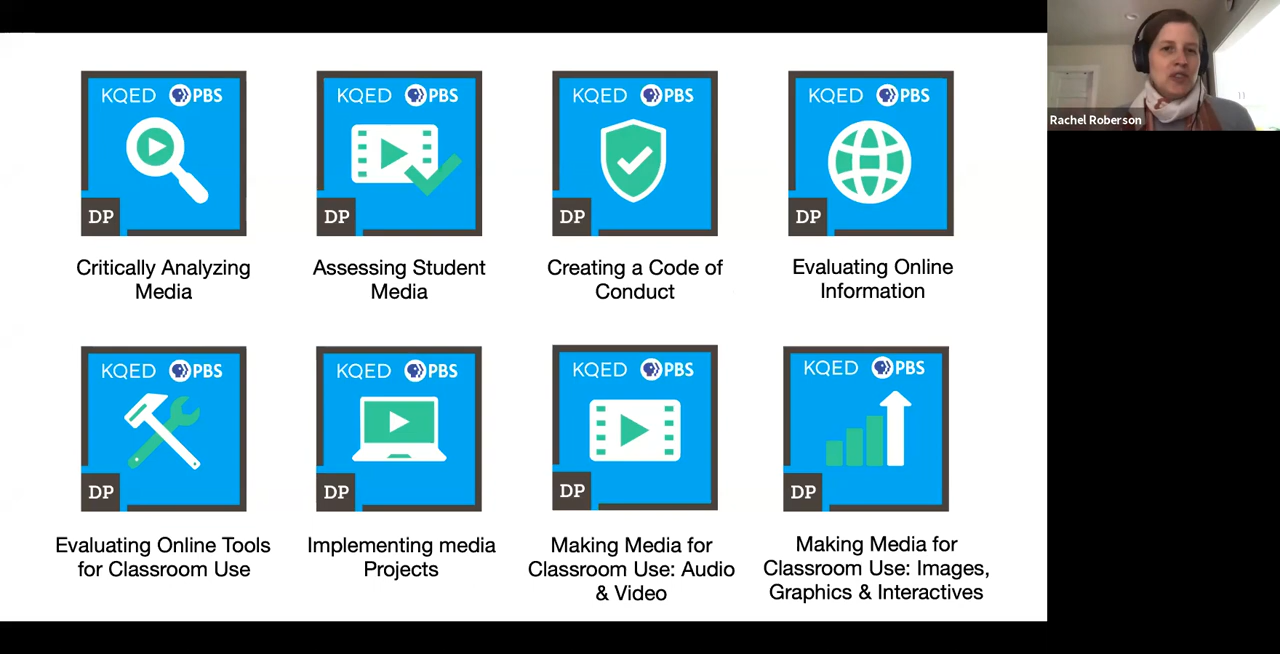 KQED PBS
KQED PBS
KQED PBS
KQED PBS
DP
DP
DP
DP
Critically Analyzing
Media
Assessing Student
Media
Creating a Code of
Conduct
Evaluating Online
Information
KQED PBS
KQED PBS
KQED PBS
KQED PBS
DP
DP
DP
DP
Evaluating Online Tools
for Classroom Use
Implementing media
Projects
Making Media for
Classroom Use: Audio
& Video
Making Media for
Classroom Use: Images,
Graphics & Interactives
Rachel Roberson